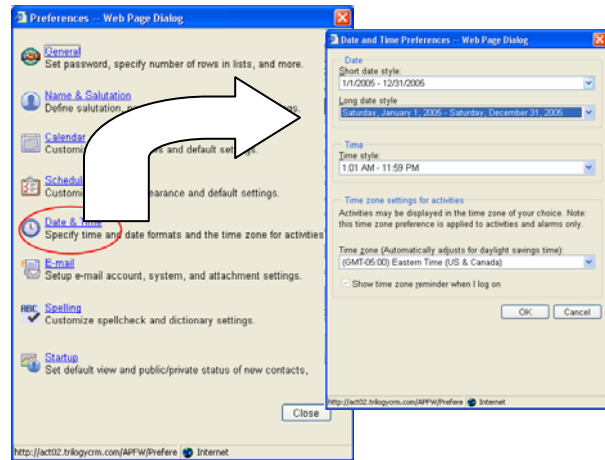 Preferences -- Web Page Dialog
General
Set password, specify number of rows in lists, and more.
Name & Salutation
Define salutation,
Calendar
and default
Customi
Schedul
Customi
earance and default settings.
Date & Time
Specify time and date formats and the time zone for activities
E-mail
Setup e-mail account, system, and attachment settings.
ABC
Spelling
Customize spellcheck and dictionary settings.
Startup
Set default view and public/private status of new contacts,
Close
http://act02.trilogycrm.com/APFW/Prefere
Internet
Date and Time Preferences -- Web Page Dialog
Date
Short date style:
1/1/2005 - 12/31/2005
Long date style
Saturday, January 1, 2005 - Saturday, December 31, 2005
Time
Time style:
1:01 AM - 11:59 PM
Time zone settings for activities
Activities may be displayed in the time zone of your choice. Note:
this time zone preference is applied to activities and alarms only.
Time zone (Automatically adjusts for daylight savings time):
(GMT-05:00) Eastern Time (US & Canada)
Show time zone reminder when I log on
OK
Cancel
http://act02.trilogycrm.com/APFW/Prefere
Internet